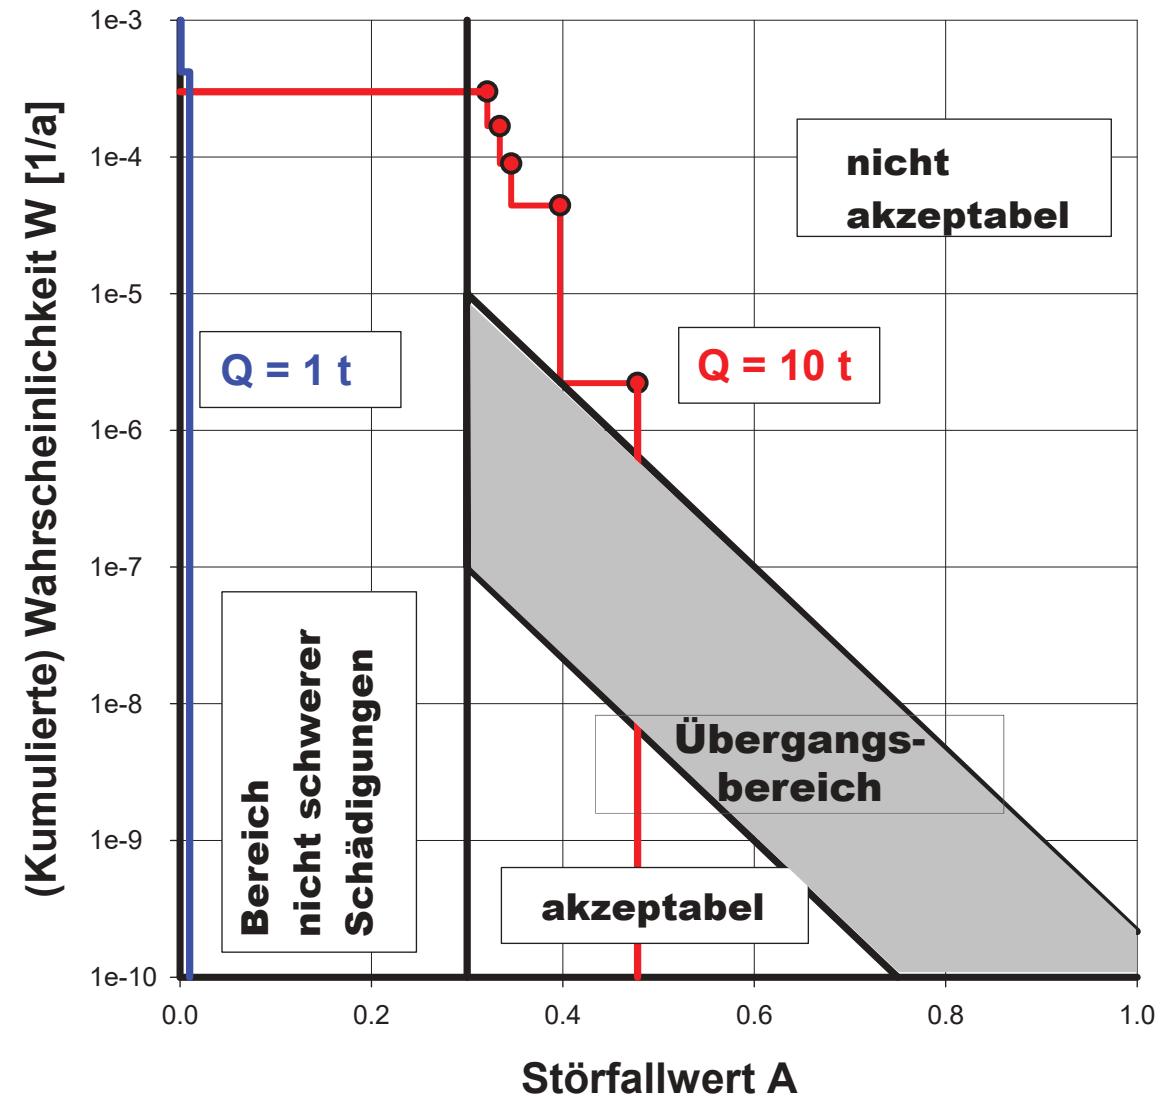 (Kumulierte) Wahrscheinlichkeit W [1/a]
1e-3
1e-4
1e-5
1e-6
1e-7
1e-8
1e-9
1e-10
nicht
akzeptabel
Q = 1 t
Q = 10 t
Bereich
nicht schwerer
Schädigungen
Übergangs-
bereich
akzeptabel
0.0
0.2
0.4
0.6
0.8
1.0
Störfallwert A